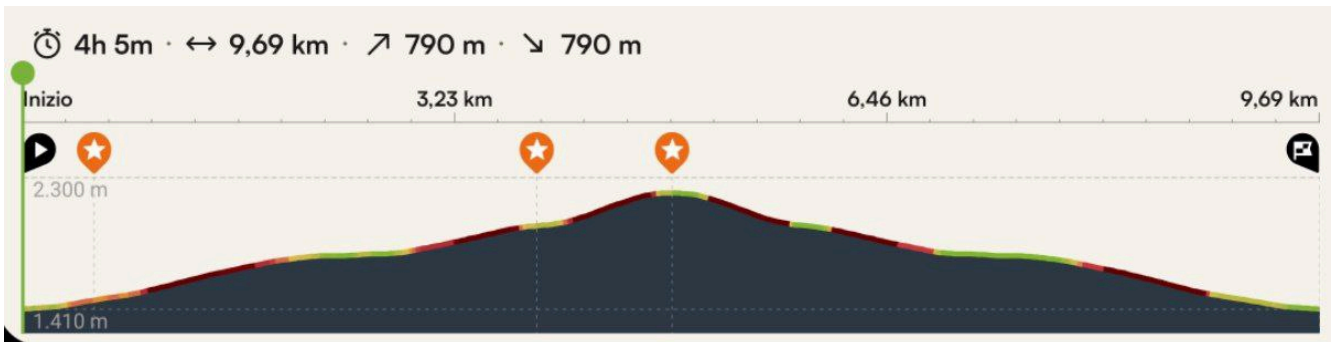 4h 5m · ↔ 9,69 km · ↗ 790 m · ↘ 790 m
Inizio 3,23 km 6,46 km 9,69 km
2.300 m
1.410 m